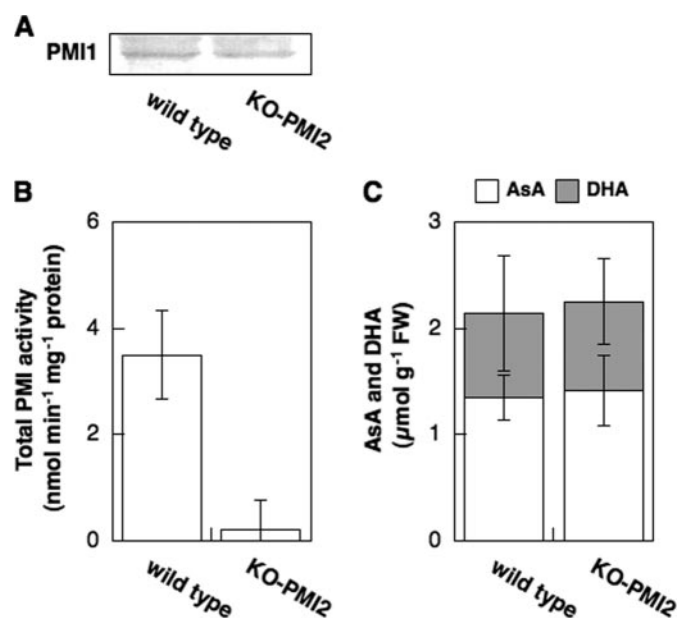 A
PMI1
wild type
KO-PMI2
B
Total PMI activity
(nmol min⁻¹ mg⁻¹ protein)
6
4
2
0
wild type
KO-PMI2
C
AsA
DHA
AsA and DHA
(µmol g⁻¹ FW)
3
2
1
0
wild type
KO-PMI2